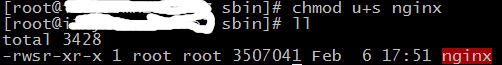 [root@ sbin]# chmod u+s nginx
[root@ sbin]# ll
total 3428
-rwsr-xr-x 1 root root 3507041 Feb  6 17:51 nginx